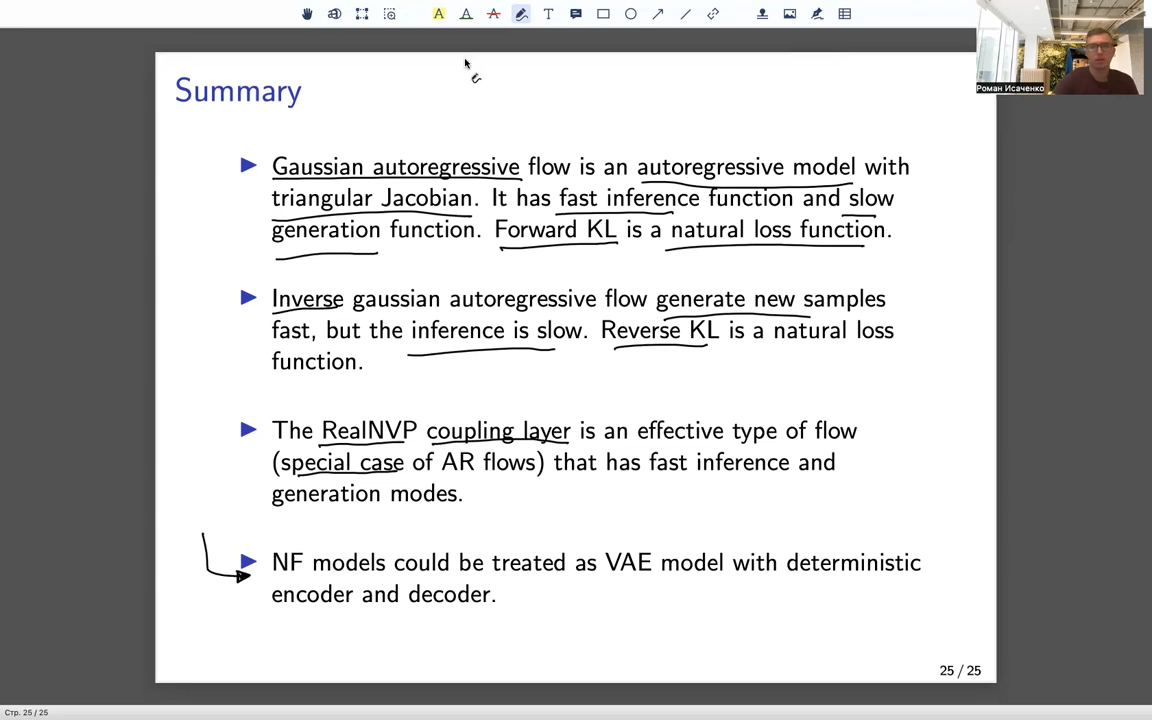 Роман Исаченко
Summary
▶ Gaussian autoregressive flow is an autoregressive model with
triangular Jacobian. It has fast inference function and slow
generation function. Forward KL is a natural loss function.
▶ Inverse gaussian autoregressive flow generate new samples
fast, but the inference is slow. Reverse KL is a natural loss
function.
▶ The RealNVP coupling layer is an effective type of flow
(special case of AR flows) that has fast inference and
generation modes.
▶ NF models could be treated as VAE model with deterministic
encoder and decoder.
25 / 25
Стр. 25 / 25